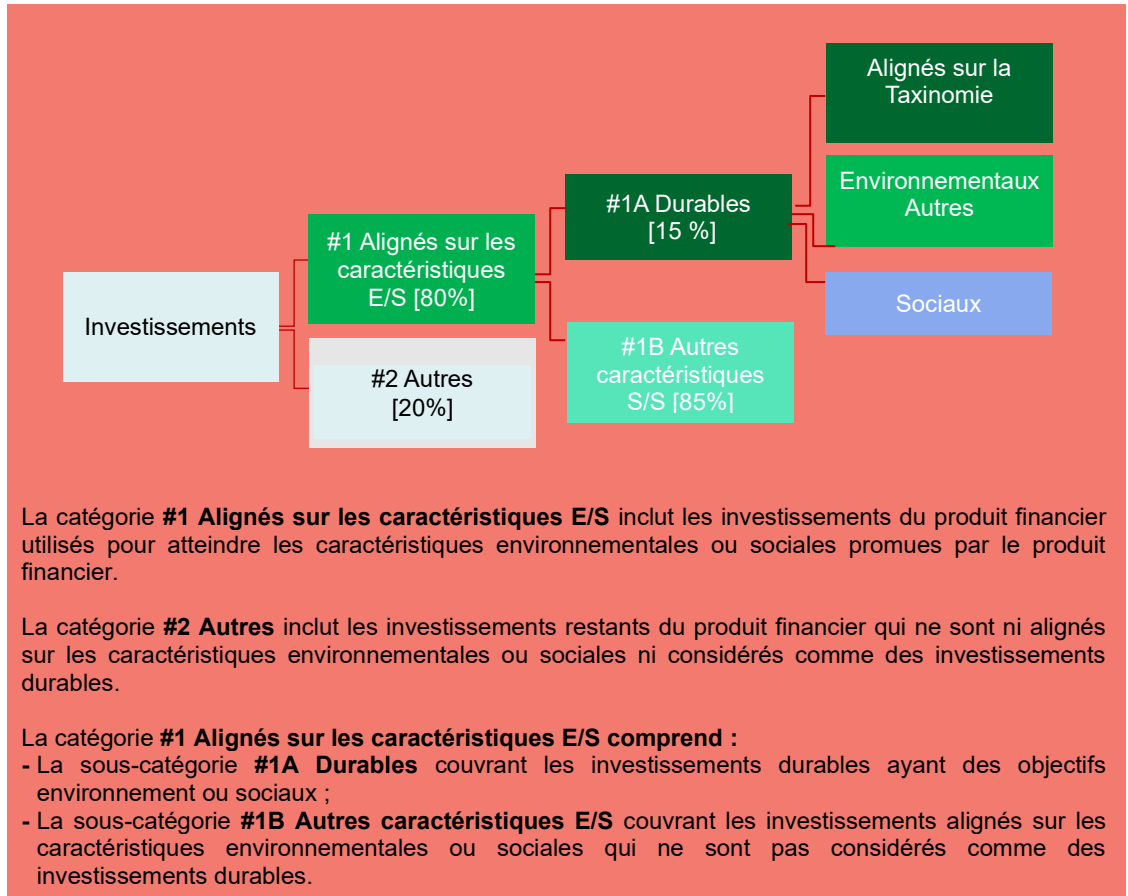 Alignés sur la
Taxinomie
Environnementaux
Autres
#1A Durables
[15 %]
#1 Alignés sur les
caractéristiques
E/S [80%]
Sociaux
Investissements
#1B Autres
caractéristiques
S/S [85%]
#2 Autres
[20%]
La catégorie #1 Alignés sur les caractéristiques E/S inclut les investissements du produit financier
utilisés pour atteindre les caractéristiques environnementales ou sociales promues par le produit
financier.
La catégorie #2 Autres inclut les investissements restants du produit financier qui ne sont ni alignés
sur les caractéristiques environnementales ou sociales ni considérés comme des investissements
durables.
La catégorie #1 Alignés sur les caractéristiques E/S comprend :
- La sous-catégorie #1A Durables couvrant les investissements durables ayant des objectifs
environnement ou sociaux ;
- La sous-catégorie #1B Autres caractéristiques E/S couvrant les investissements alignés sur les
caractéristiques environnementales ou sociales qui ne sont pas considérés comme des
investissements durables.